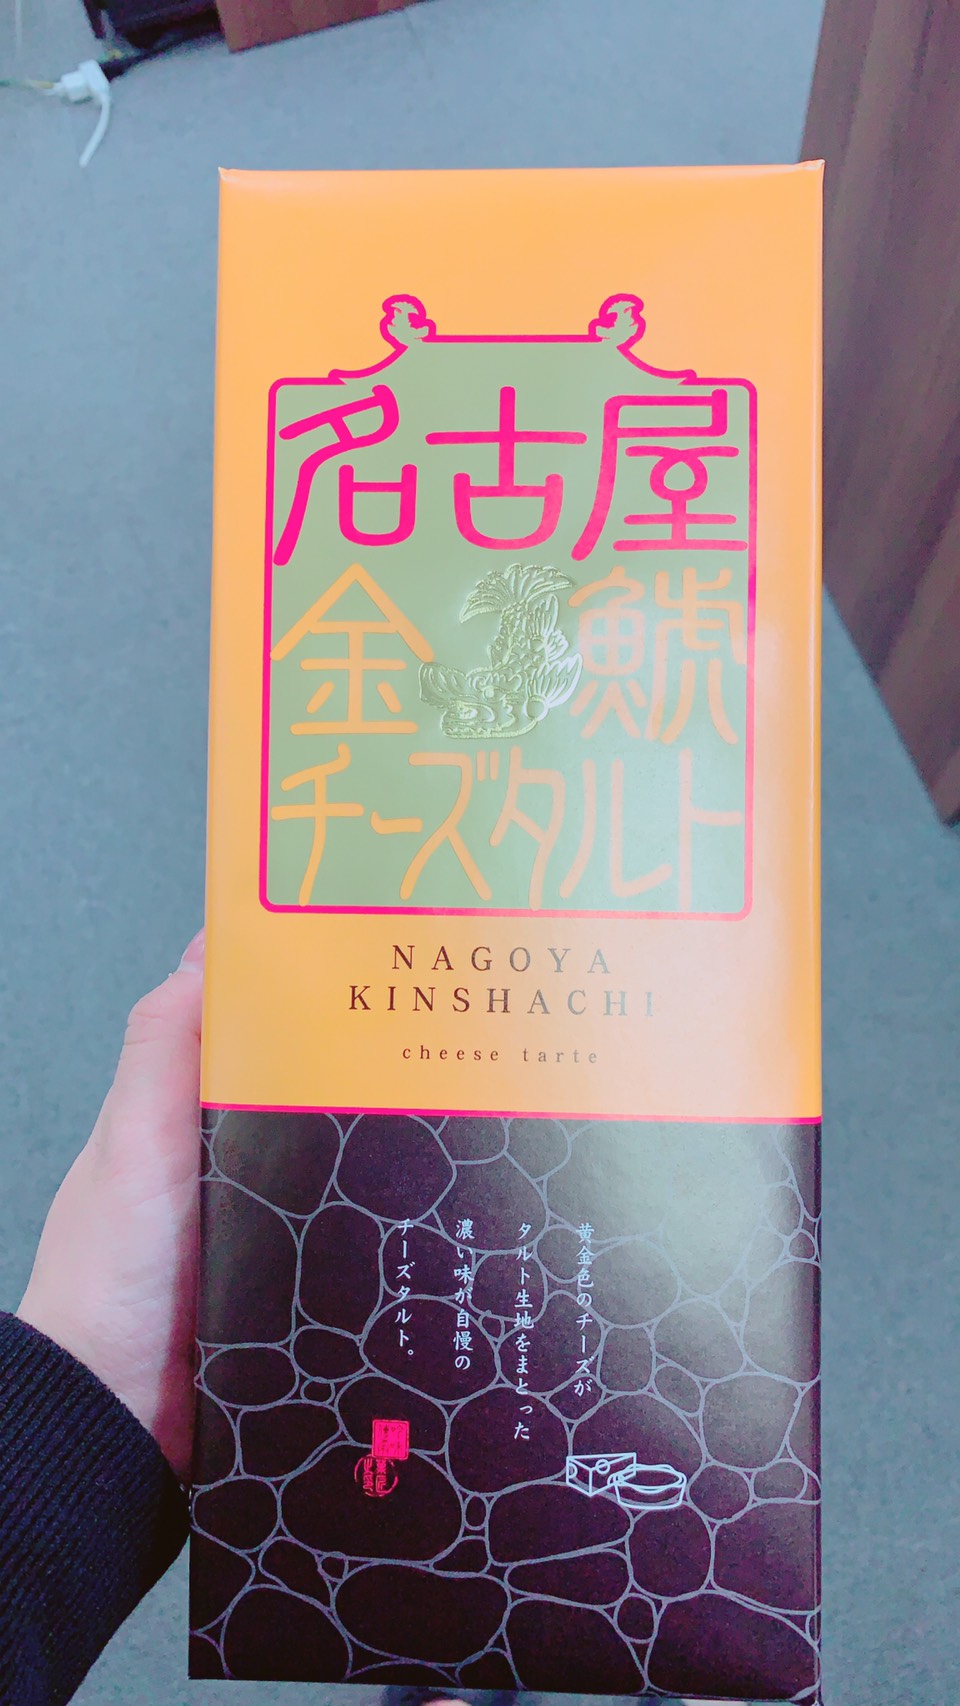 名古屋
金鯱
チーズタルト
NAGOYA
KINSHACHI
cheese tarte
黄金色のチーズが
タルト生地をまとった
濃い味が自慢の
チーズタルト。